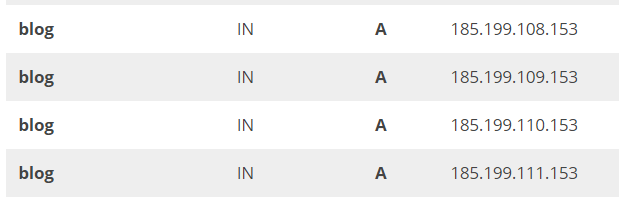 blog IN A 185.199.108.153
blog IN A 185.199.109.153
blog IN A 185.199.110.153
blog IN A 185.199.111.153